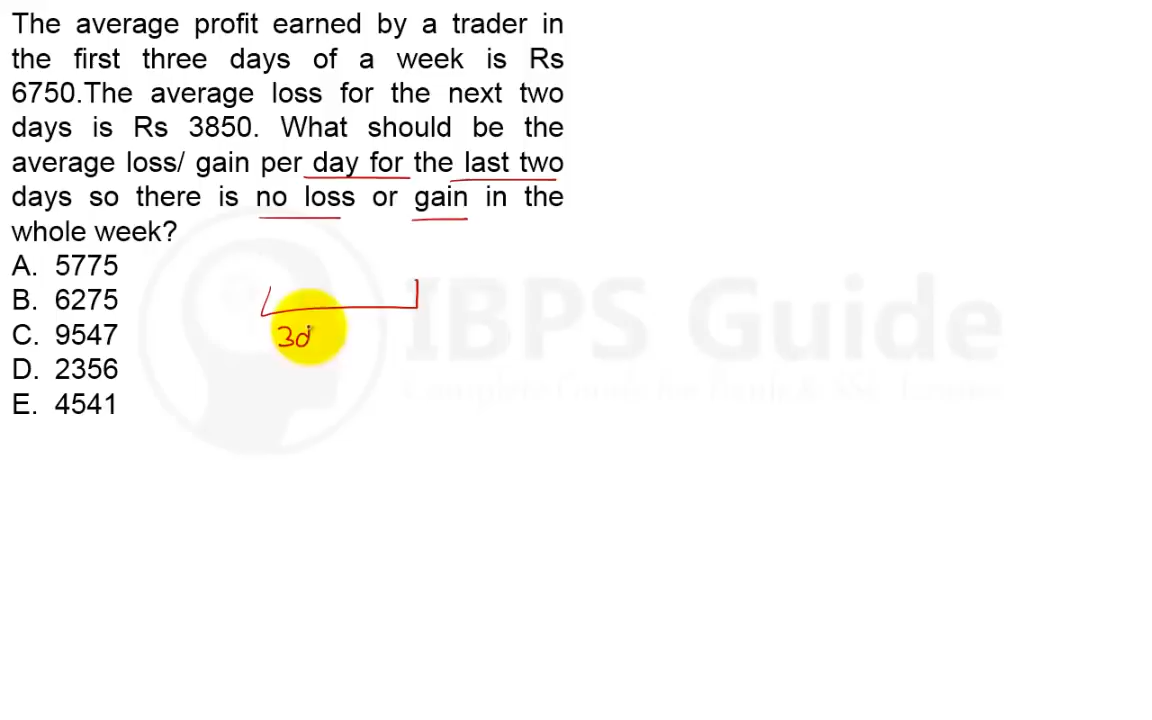 The average profit earned by a trader in
the first three days of a week is Rs
6750.The average loss for the next two
days is Rs 3850. What should be the
average loss/ gain per day for the last two
days so there is no loss or gain in the
whole week?
A. 5775
B. 6275
C. 9547
D. 2356
E. 4541
3d
IBPS Guide